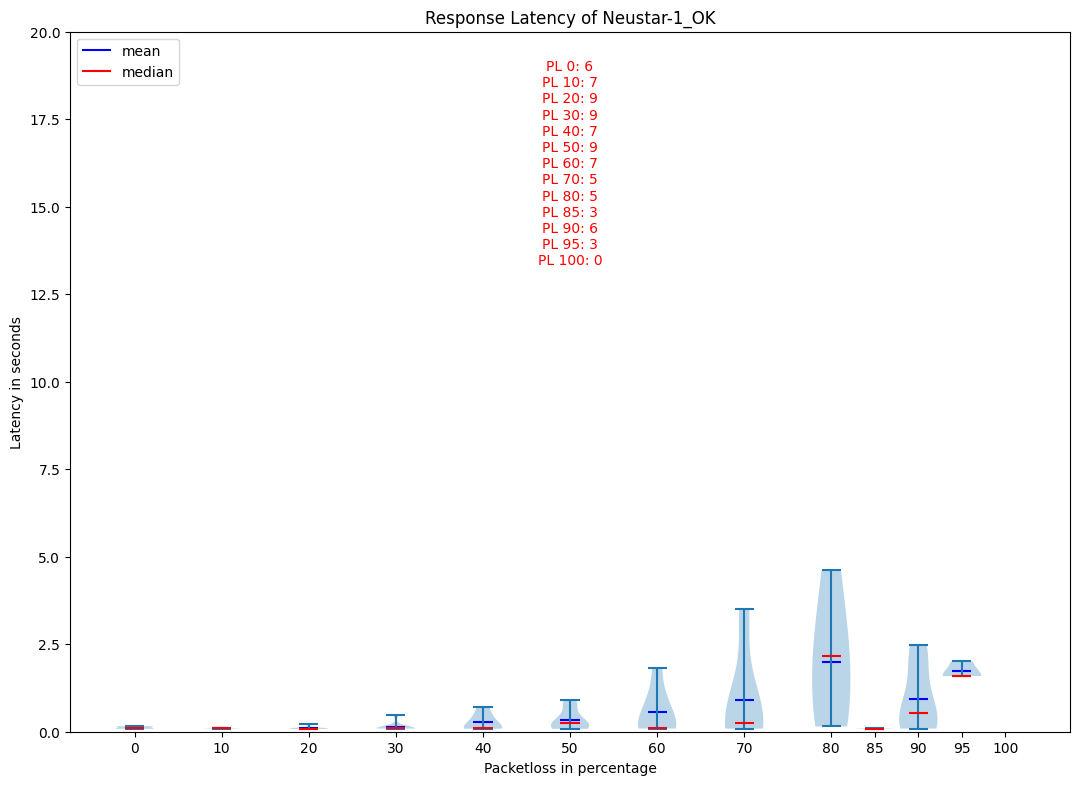 Response Latency of Neustar-1_OK
mean
median
PL 0: 6
PL 10: 7
PL 20: 9
PL 30: 9
PL 40: 7
PL 50: 9
PL 60: 7
PL 70: 5
PL 80: 5
PL 85: 3
PL 90: 6
PL 95: 3
PL 100: 0
Latency in seconds
20.0
17.5
15.0
12.5
10.0
7.5
5.0
2.5
0.0
0 10 20 30 40 50 60 70 80 85 90 95 100
Packetloss in percentage